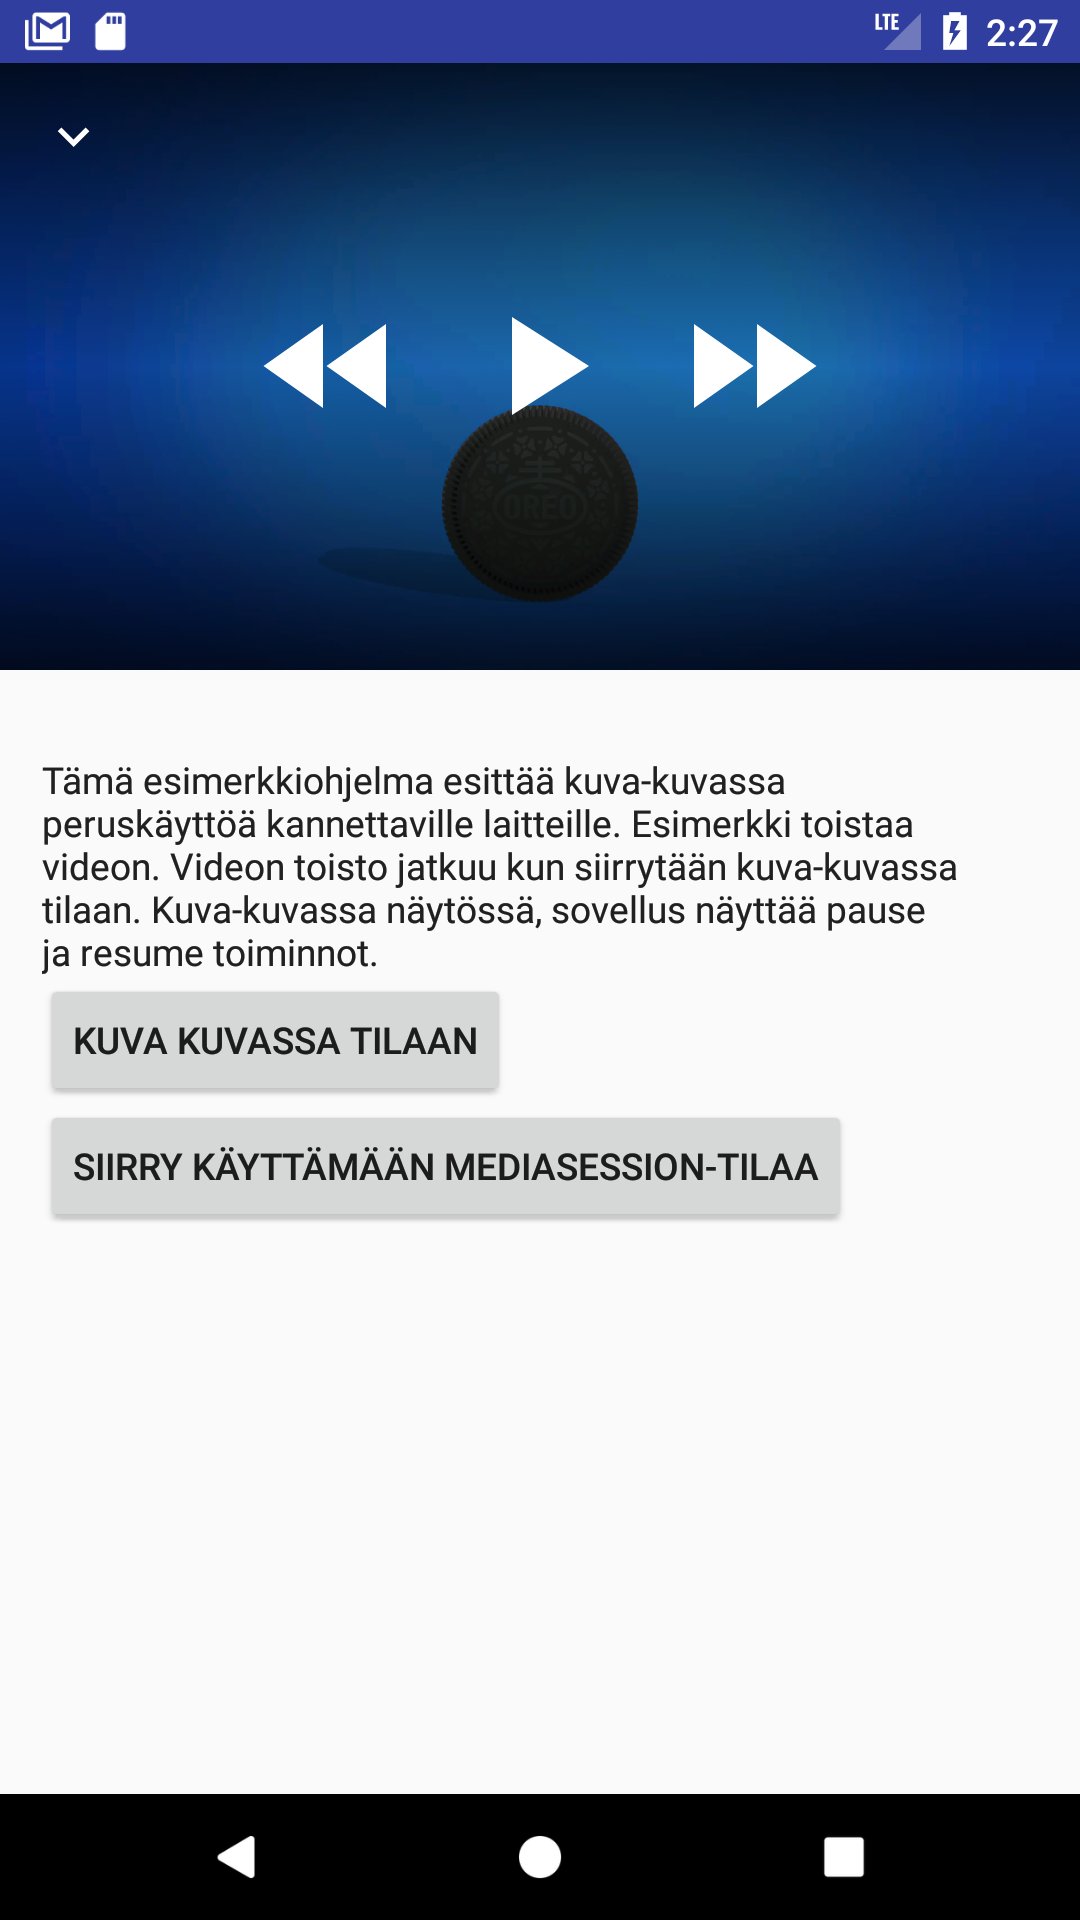 LTE 2:27
OREO
Tämä esimerkkiohjelma esittää kuva-kuvassa
peruskäyttöä kannettaville laitteille. Esimerkki toistaa
videon. Videon toisto jatkuu kun siirrytään kuva-kuvassa
tilaan. Kuva-kuvassa näytössä, sovellus näyttää pause
ja resume toiminnot.
KUVA KUVASSA TILAAN
SIIRRY KÄYTTÄMÄÄN MEDIASESSION-TILAA